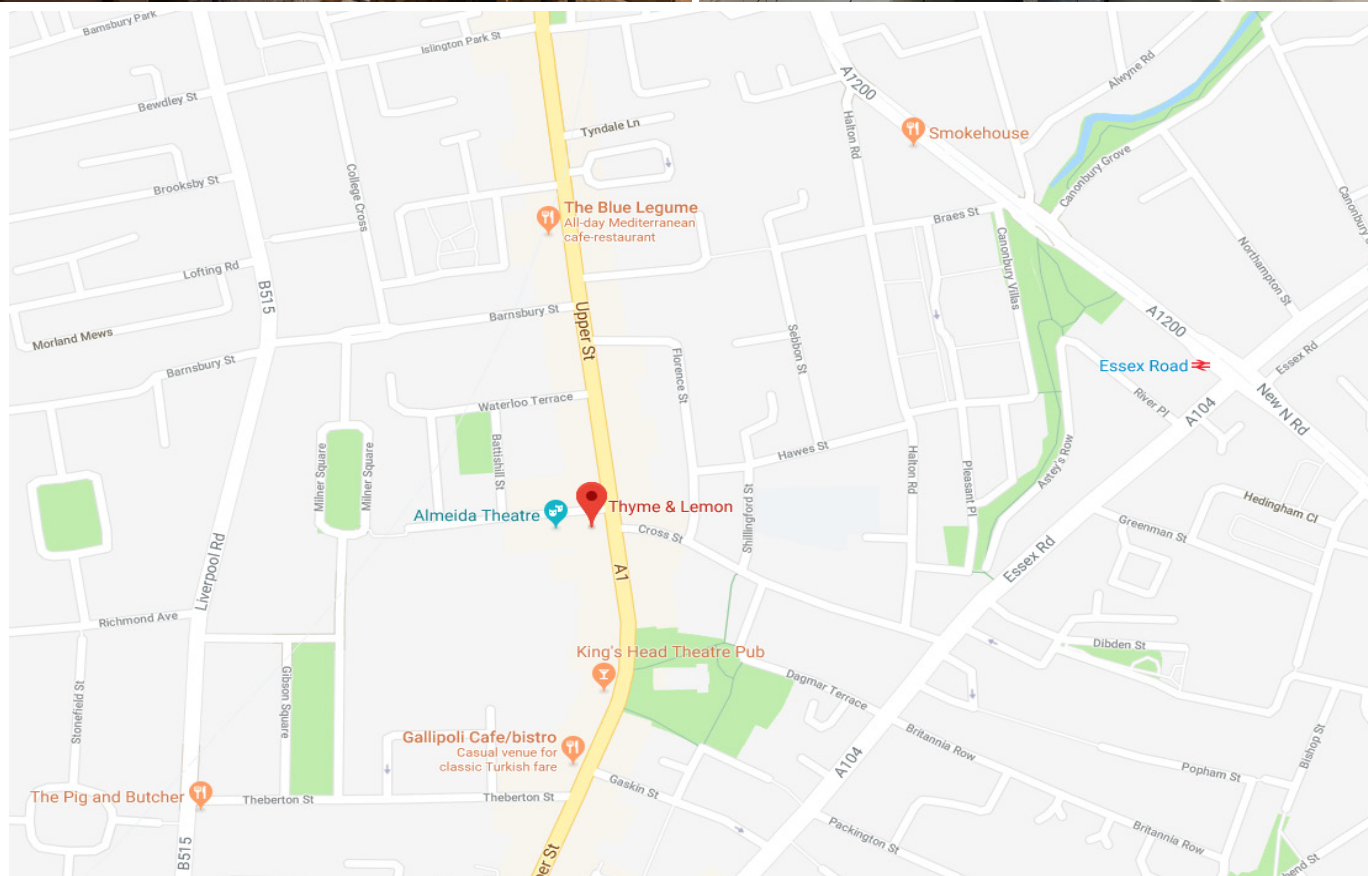 Barnsbury Park
Islington Park St
Bewdley St
A1200
Alwyne Rd
Tyndale Ln
Halton Rd
Smokehouse
College Cross
Brooksby St
Canonbury Grove
The Blue Legume
All-day Mediterranean
cafe-restaurant
Braes St
Canonbury
Canonbury Villas
Northampton St
Lofting Rd
B515
Barnsbury St
Upper St
A1200
Morland Mews
Sebbon St
Florence St
Barnsbury St
Essex Road
Essex Rd
River Pl
A104
New N Rd
Waterloo Terrace
Battishill St
Milner Square
Milner Square
Hawes St
Halton Rd
Pleasant Pl
Astey's Row
Hedingham Cl
Almeida Theatre
Thyme & Lemon
Cross St
Shillingford St
Greenman St
Essex Rd
Liverpool Rd
A1
Richmond Ave
Dibden St
King's Head Theatre Pub
Dagmar Terrace
Gibson Square
Stonefield St
Gallipoli Cafe/bistro
Casual venue for
classic Turkish fare
A104
Britannia Row
Bishop St
Popham St
The Pig and Butcher
Theberton St
Theberton St
Gaskin St
Packington St
Britannia Row
B515
per St
end St